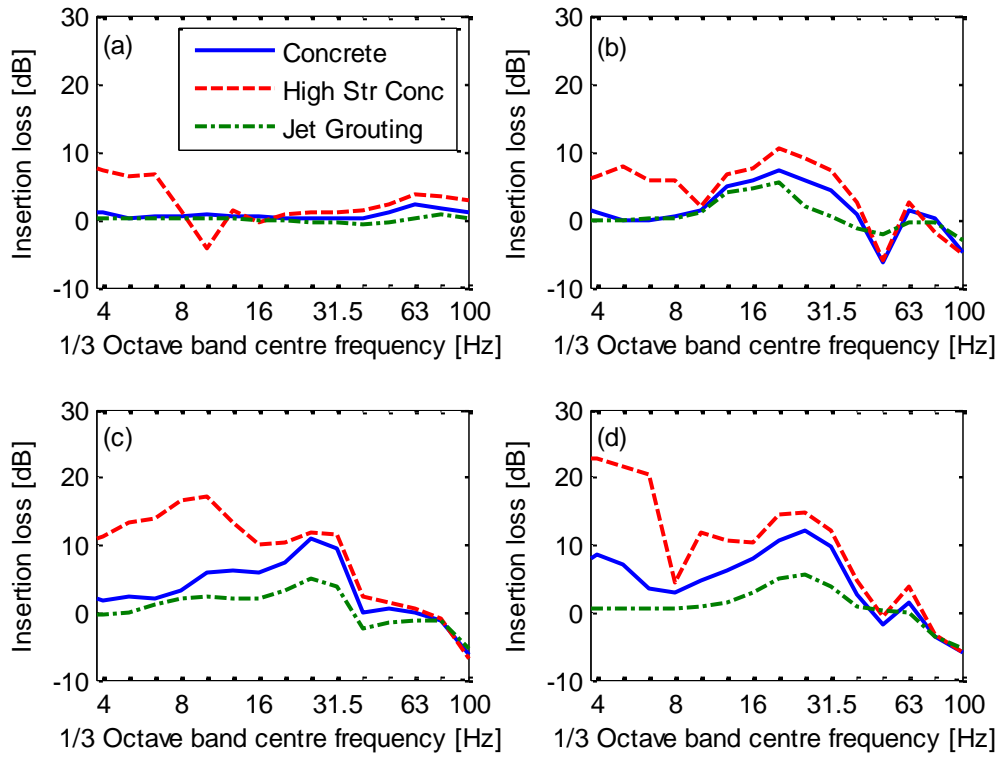 (a)
Concrete
High Str Conc
Jet Grouting
Insertion loss [dB]
30
20
10
0
-10
4 8 16 31.5 63 100
1/3 Octave band centre frequency [Hz]
(b)
Insertion loss [dB]
30
20
10
0
-10
4 8 16 31.5 63 100
1/3 Octave band centre frequency [Hz]
(c)
Insertion loss [dB]
30
20
10
0
-10
4 8 16 31.5 63 100
1/3 Octave band centre frequency [Hz]
(d)
Insertion loss [dB]
30
20
10
0
-10
4 8 16 31.5 63 100
1/3 Octave band centre frequency [Hz]